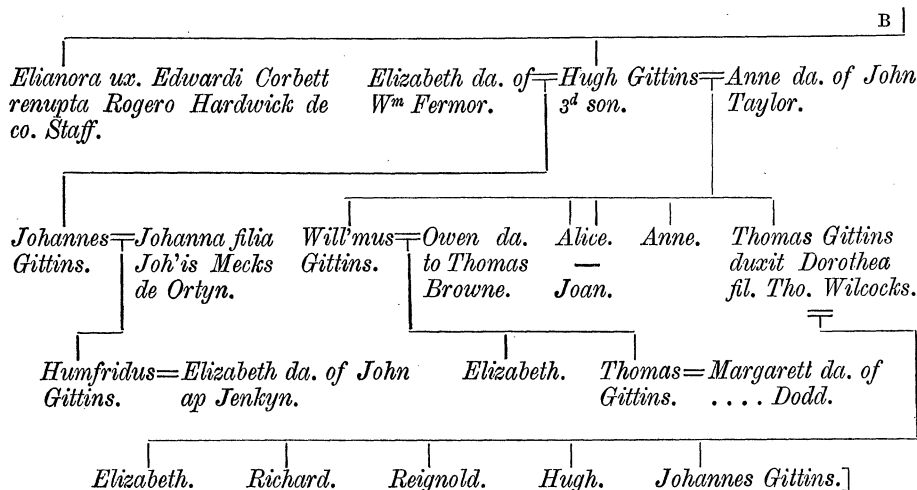 B
Elianora ux. Edwardi Corbett
renupta Rogero Hardwick de
co. Staff.
Elizabeth da. of
Wm Fermor.
Hugh Gittins
3d son.
Anne da. of John
Taylor.
Johannes
Gittins.
Johanna filia
Joh'is Mecks
de Ortyn.
Will'mus
Gittins.
Owen da.
to Thomas
Browne.
Alice.
—
Joan.
Anne.
Thomas Gittins
duxit Dorothea
fil. Tho. Wilcocks.
Humfridus=Elizabeth da. of John
Gittins.
ap Jenkyn.
Elizabeth.
Thomas=Margarett da. of
Gittins.
.... Dodd.
Elizabeth.
Richard.
Reignold.
Hugh.
Johannes Gittins.]